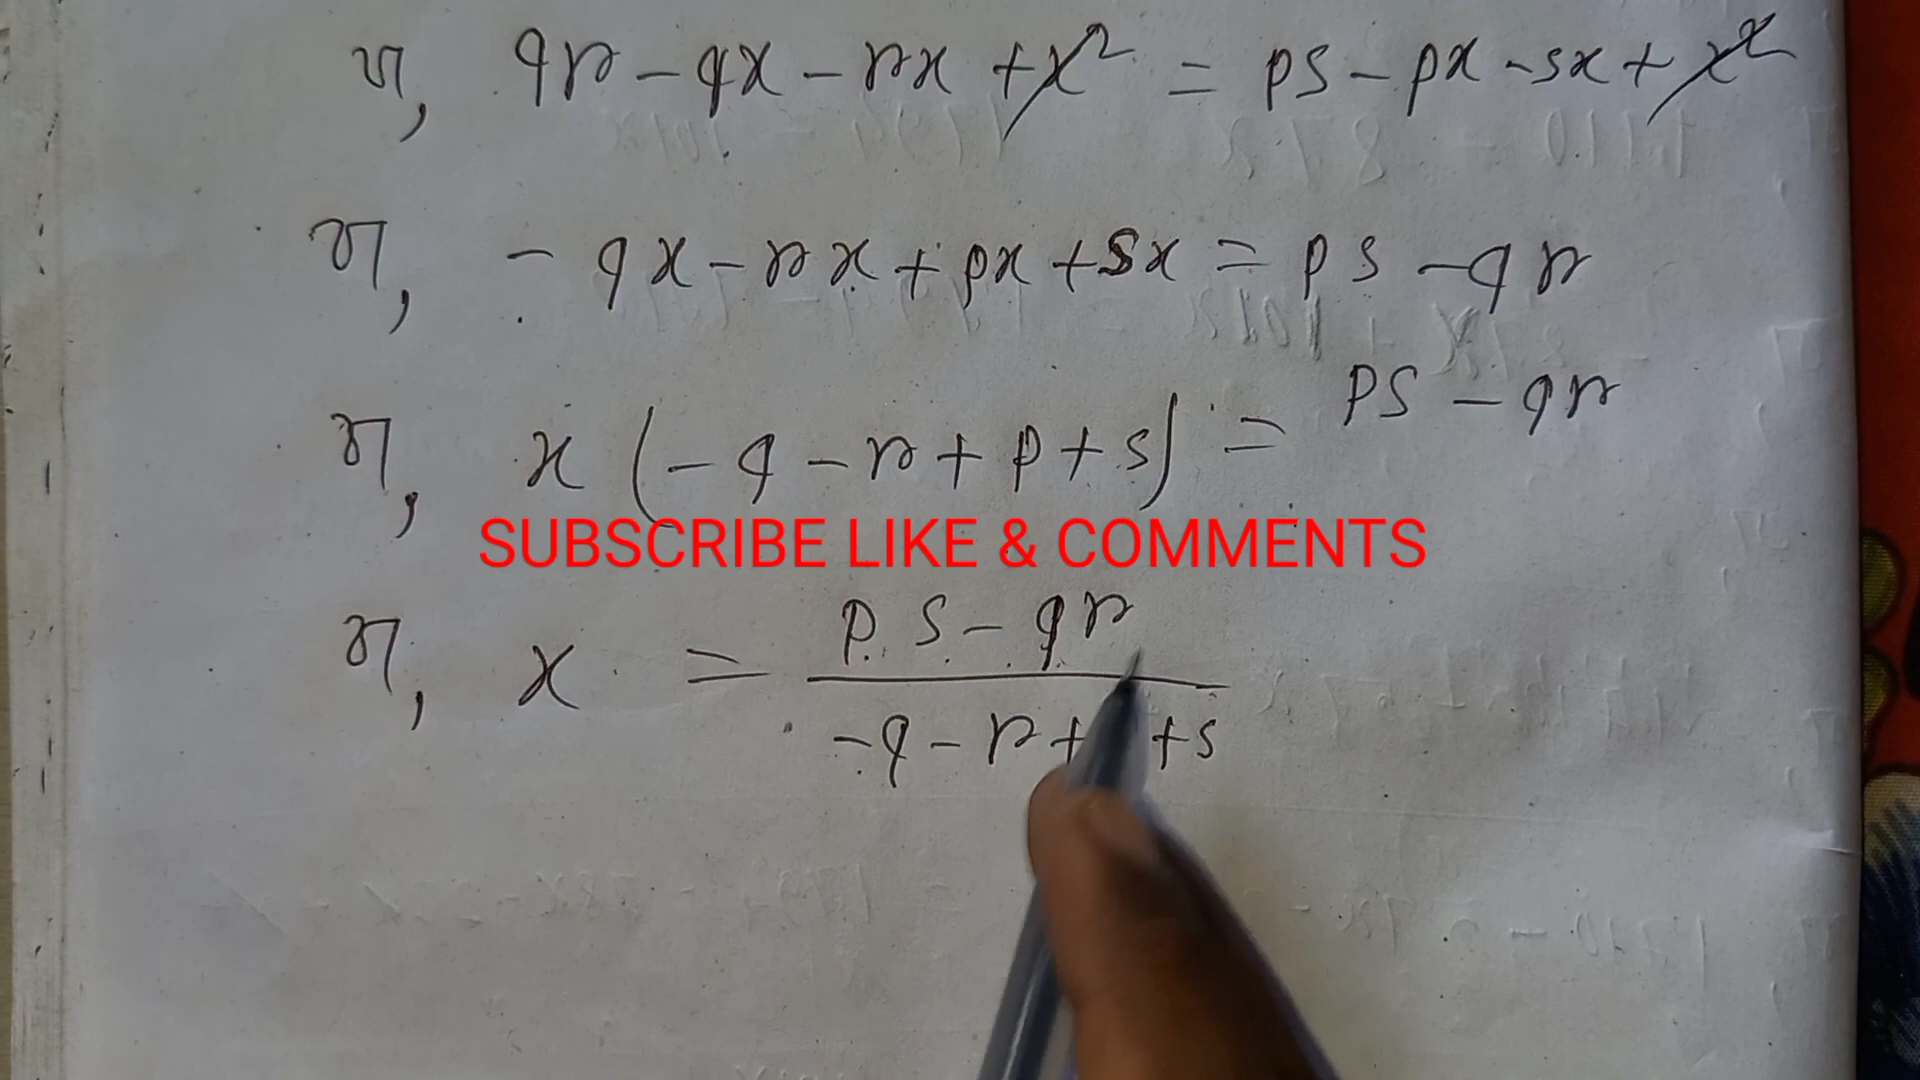 বা, qr - qx - rx + x² = ps - px - sx + x²
বা, - qx - rx + px + sx = ps - qr
বা, x (-q - r + p + s) = ps - qr
SUBSCRIBE LIKE & COMMENTS
বা, x = p.s - qr
-q - r + +s